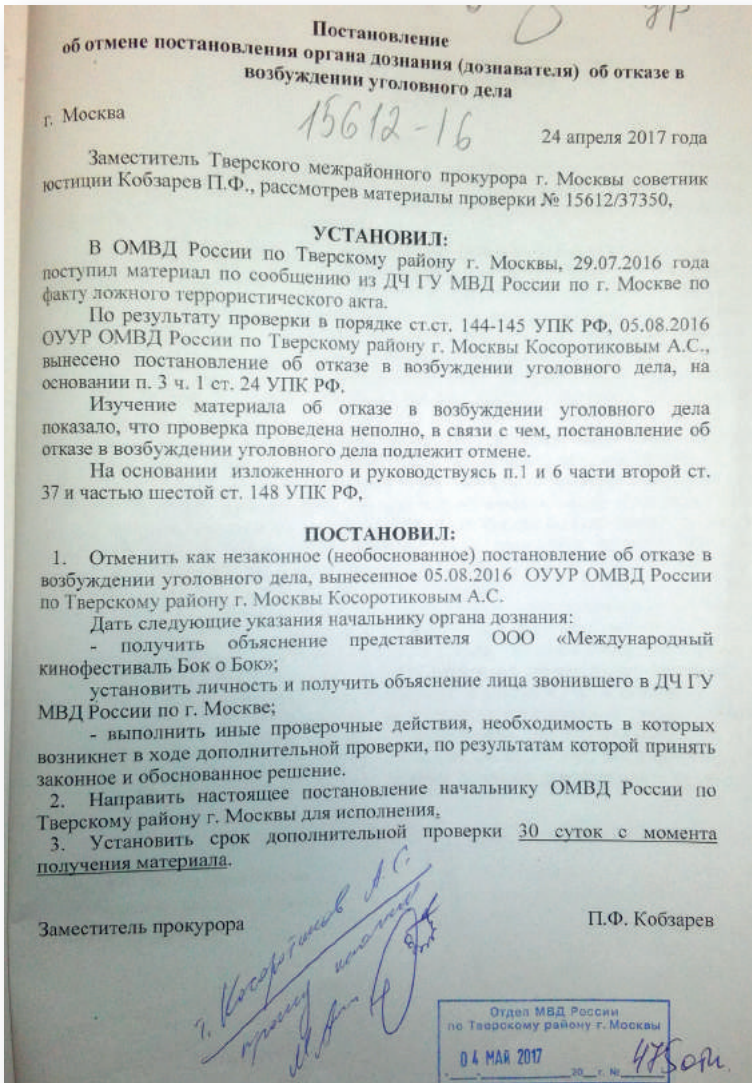 Постановление
об отмене постановления органа дознания (дознавателя) об отказе в
возбуждении уголовного дела
г. Москва
15612-16
24 апреля 2017 года
Заместитель Тверского межрайонного прокурора г. Москвы советник
юстиции Кобзарев П.Ф., рассмотрев материалы проверки № 15612/37350,
УСТАНОВИЛ:
В ОМВД России по Тверскому району г. Москвы, 29.07.2016 года
поступил материал по сообщению из ДЧ ГУ МВД России по г. Москве по
факту ложного террористического акта.
По результату проверки в порядке ст.ст. 144-145 УПК РФ, 05.08.2016
ОУУР ОМВД России по Тверскому району г. Москвы Косоротиковым А.С.,
вынесено постановление об отказе в возбуждении уголовного дела, на
основании п. 3 ч. 1 ст. 24 УПК РФ.
Изучение материала об отказе в возбуждении уголовного дела
показало, что проверка проведена неполно, в связи с чем, постановление об
отказе в возбуждении уголовного дела подлежит отмене.
На основании изложенного и руководствуясь п.1 и 6 части второй ст.
37 и частью шестой ст. 148 УПК РФ,
ПОСТАНОВИЛ:
1. Отменить как незаконное (необоснованное) постановление об отказе в
возбуждении уголовного дела, вынесенное 05.08.2016 ОУУР ОМВД России
по Тверскому району г. Москвы Косоротиковым А.С.
Дать следующие указания начальнику органа дознания:
- получить объяснение представителя ООО «Международный
кинофестиваль Бок о Бок»;
установить личность и получить объяснение лица звонившего в ДЧ ГУ
МВД России по г. Москве;
- выполнить иные проверочные действия, необходимость в которых
возникнет в ходе дополнительной проверки, по результатам которой принять
законное и обоснованное решение.
2. Направить настоящее постановление начальнику ОМВД России по
Тверскому району г. Москвы для исполнения.
3. Установить срок дополнительной проверки 30 суток с момента
получения материала.
Заместитель прокурора
П.Ф. Кобзарев
т. Косоротиков А.С.
прошу
Отдел МВД России
по Тверскому району г. Москвы
04 МАЯ 2017
20 г. №
475отк.